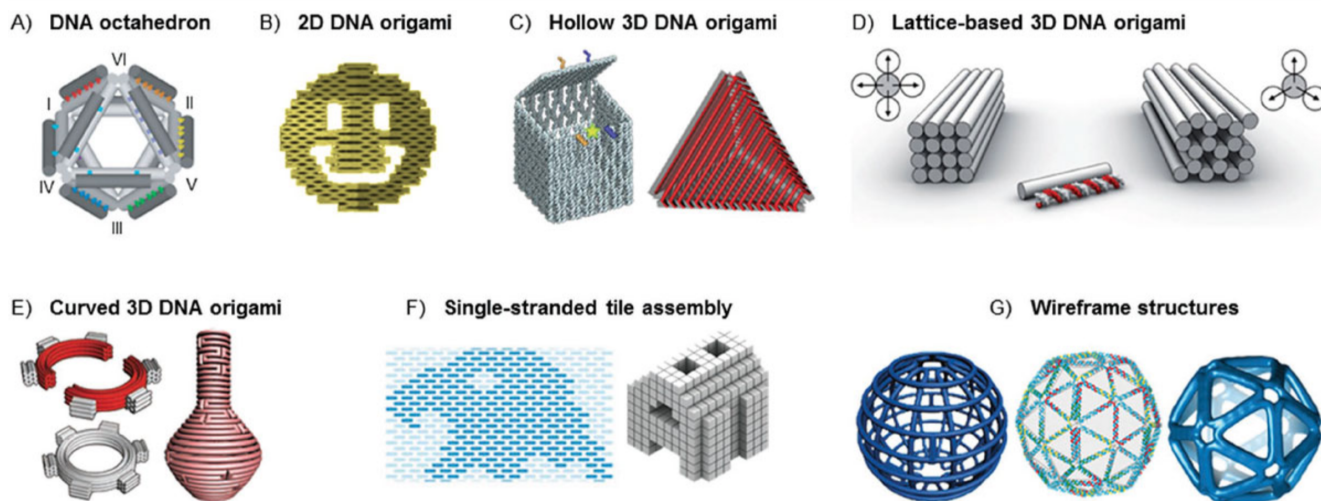 A) DNA octahedron
B) 2D DNA origami
C) Hollow 3D DNA origami
D) Lattice-based 3D DNA origami
VI
I
II
IV
V
III
E) Curved 3D DNA origami
F) Single-stranded tile assembly
G) Wireframe structures